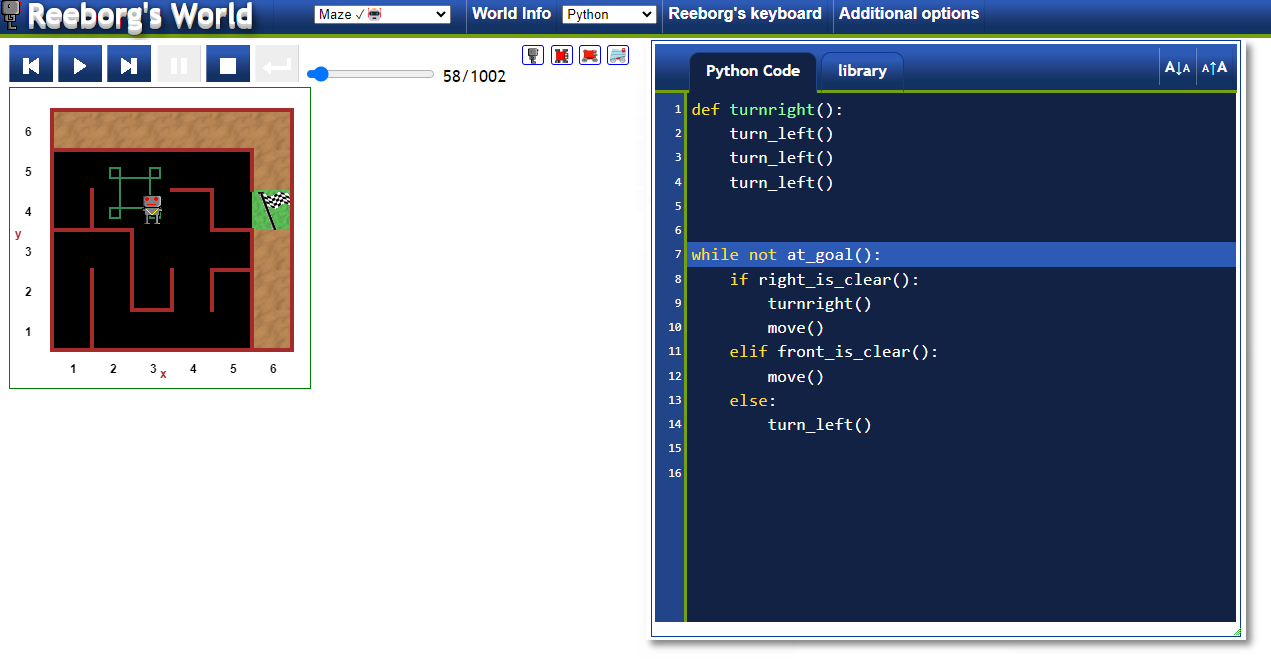 Reeborg's World
Maze ✓🤖
World Info
Python
Reeborg's keyboard
Additional options
58/1002
Python Code
library
A↓A A↑A
1 def turnright():
2     turn_left()
3     turn_left()
4     turn_left()
5
6
7 while not at_goal():
8     if right_is_clear():
9         turnright()
10         move()
11     elif front_is_clear():
12         move()
13     else:
14         turn_left()
15
16
6
5
4
y
3
2
1
1 2 3 x 4 5 6